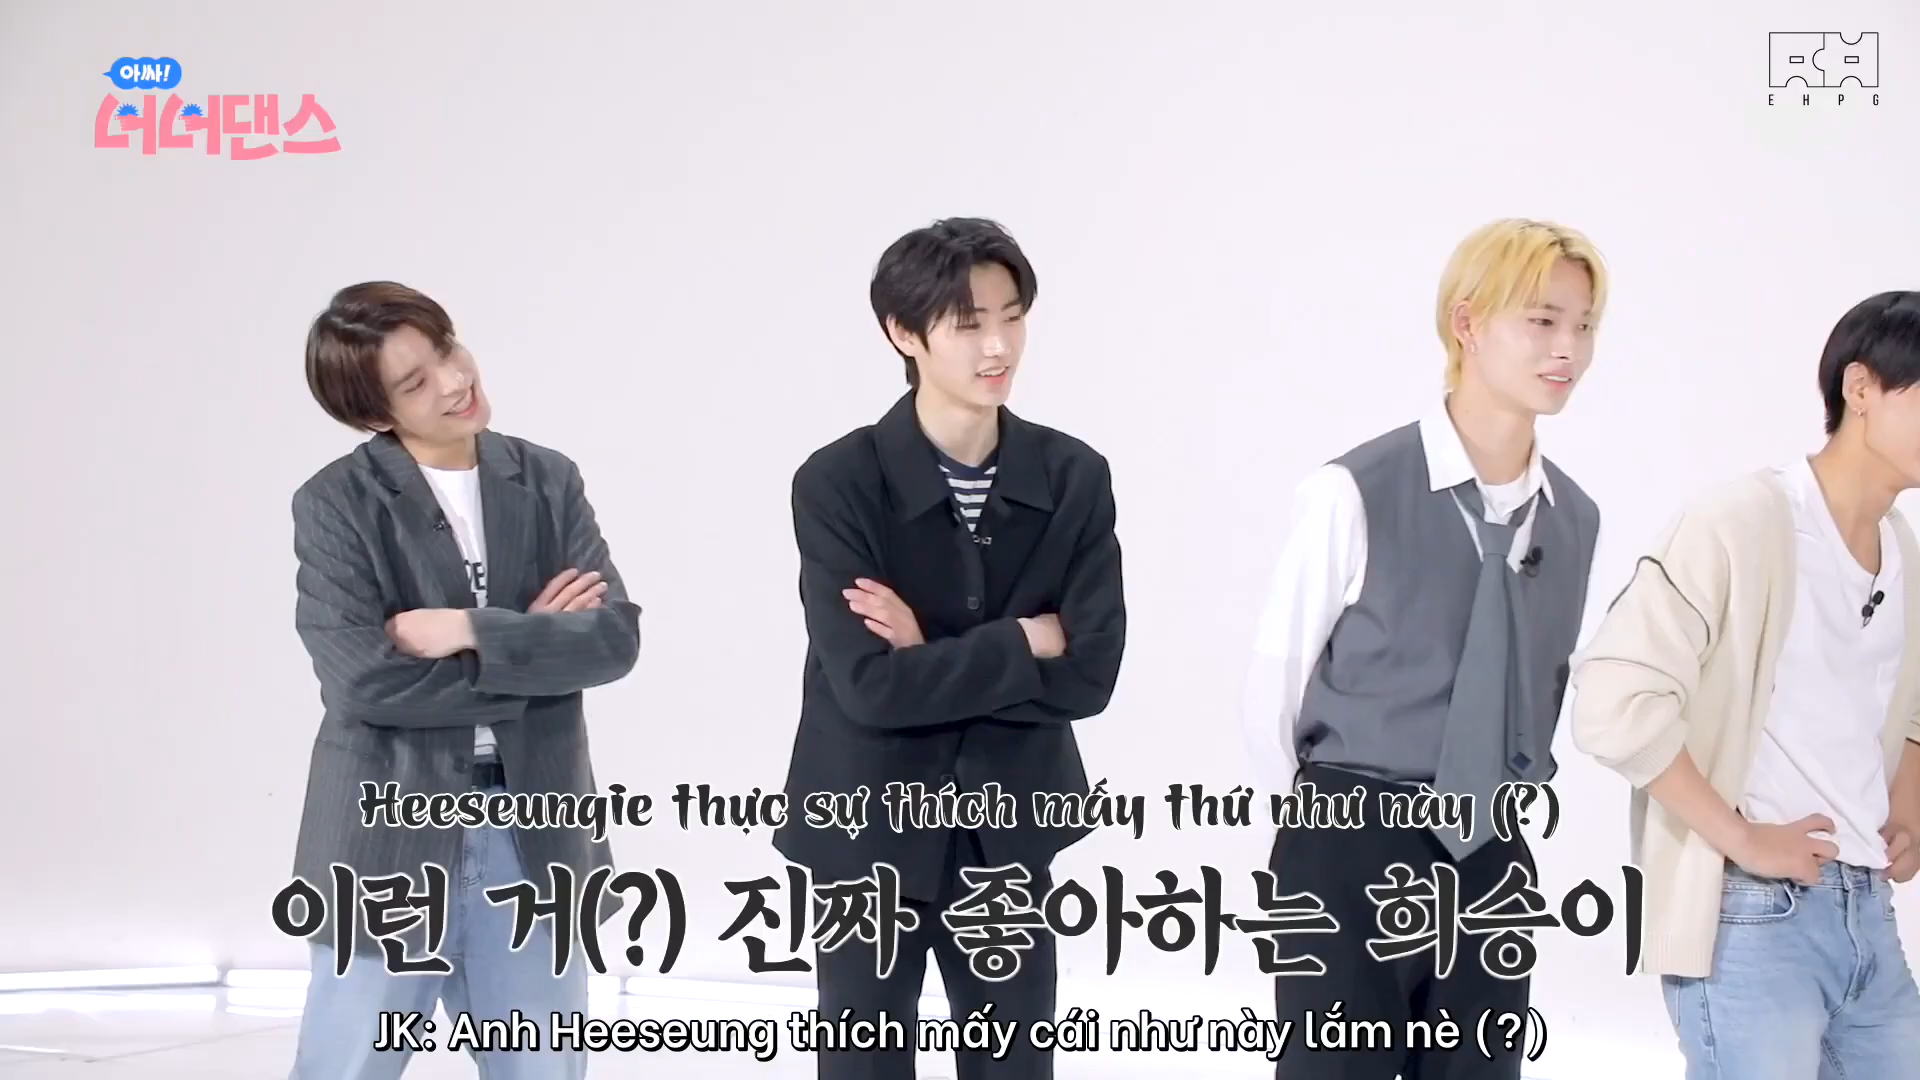 아싸!
너너댄스
EHPG
Heeseungie thực sự thích mấy thứ như này (?)
이런 거(?) 진짜 좋아하는 희승이
JK: Anh Heeseung thích mấy cái như này lắm nè (?)